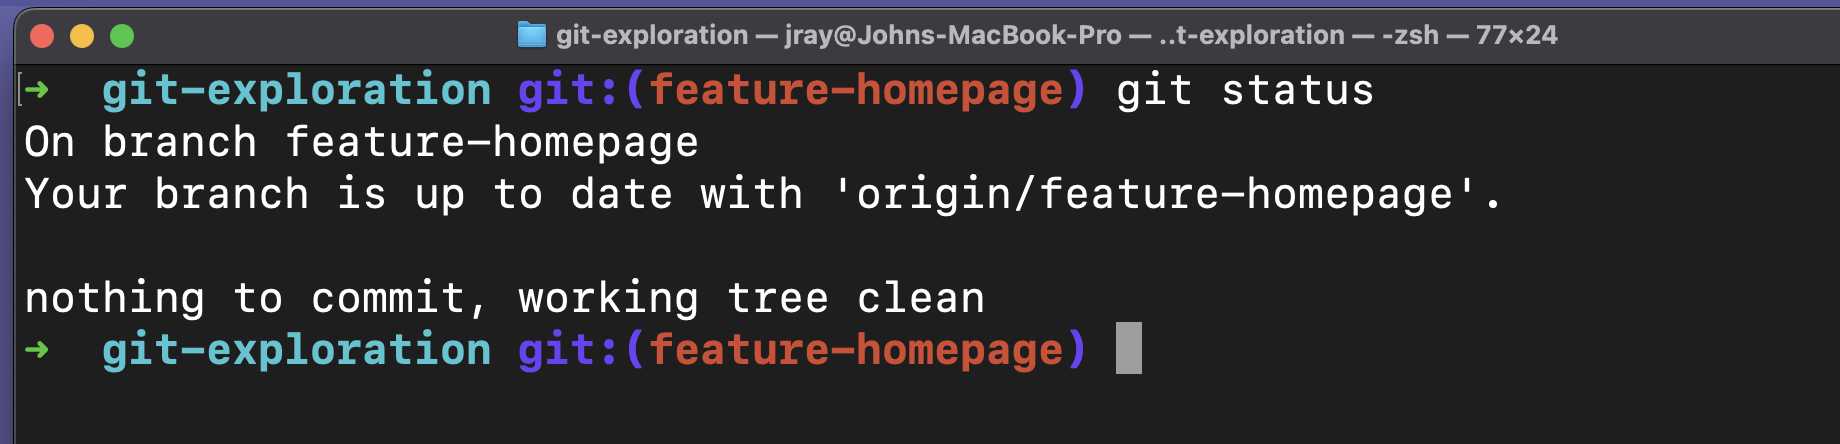 git-exploration — jray@Johns-MacBook-Pro — ..t-exploration — -zsh — 77×24
[➜  git-exploration git:(feature-homepage) git status
On branch feature-homepage
Your branch is up to date with 'origin/feature-homepage'.
nothing to commit, working tree clean
➜  git-exploration git:(feature-homepage)